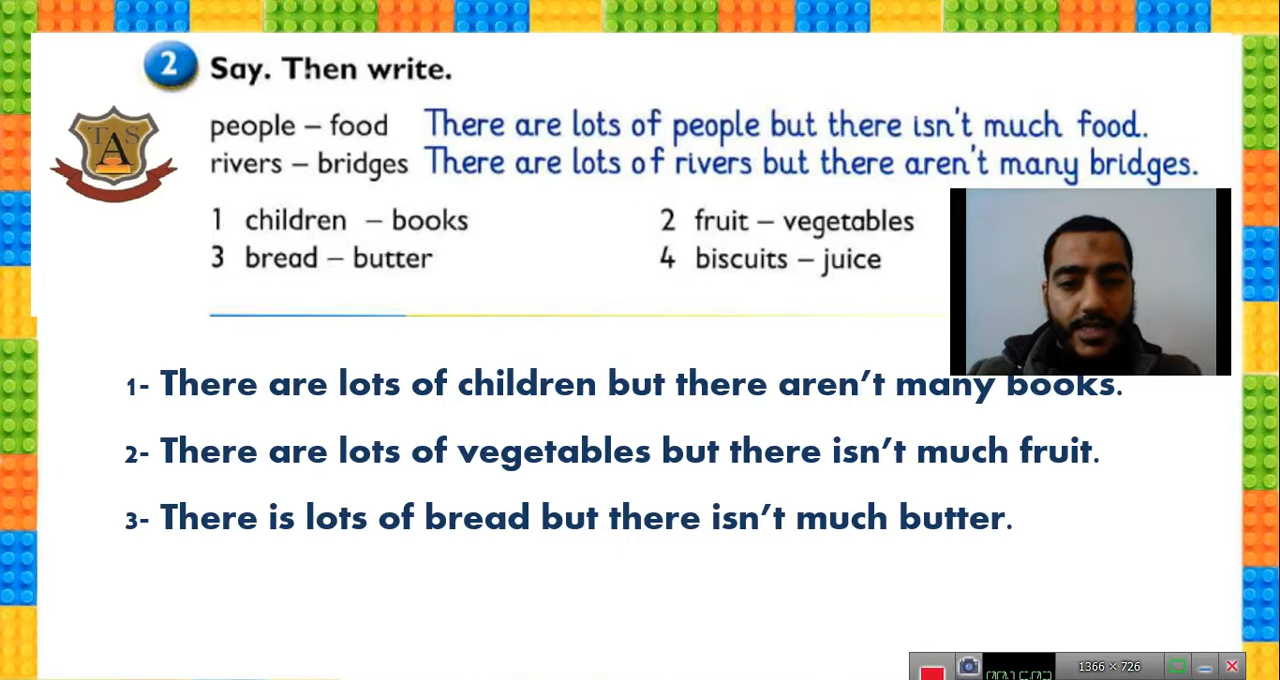 2 Say. Then write.
TAS
people – food There are lots of people but there isn't much food.
rivers – bridges There are lots of rivers but there aren't many bridges.
1 children – books 2 fruit – vegetables
3 bread – butter 4 biscuits – juice
1- There are lots of children but there aren't many books.
2- There are lots of vegetables but there isn't much fruit.
3- There is lots of bread but there isn't much butter.
1366 × 726